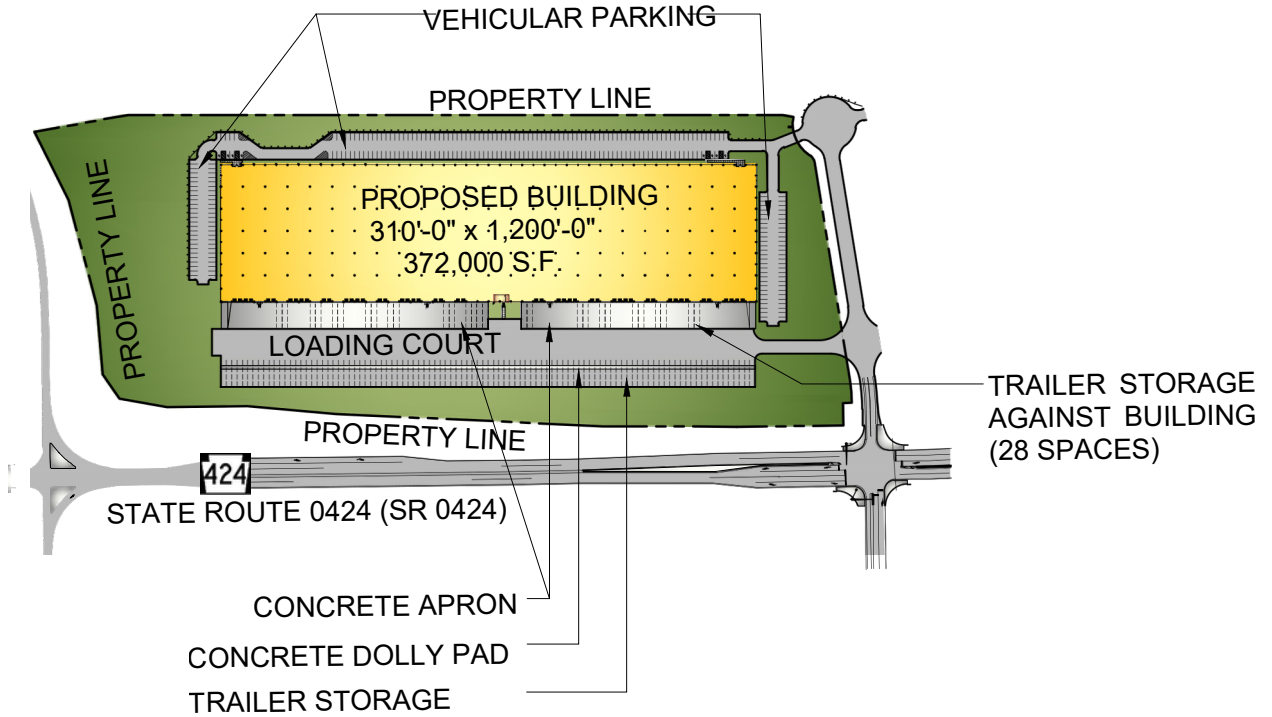 VEHICULAR PARKING
PROPERTY LINE
PROPERTY LINE
PROPOSED BUILDING
310'-0" x 1,200'-0"
372,000 S.F.
LOADING COURT
TRAILER STORAGE
AGAINST BUILDING
(28 SPACES)
PROPERTY LINE
424
STATE ROUTE 0424 (SR 0424)
CONCRETE APRON
CONCRETE DOLLY PAD
TRAILER STORAGE